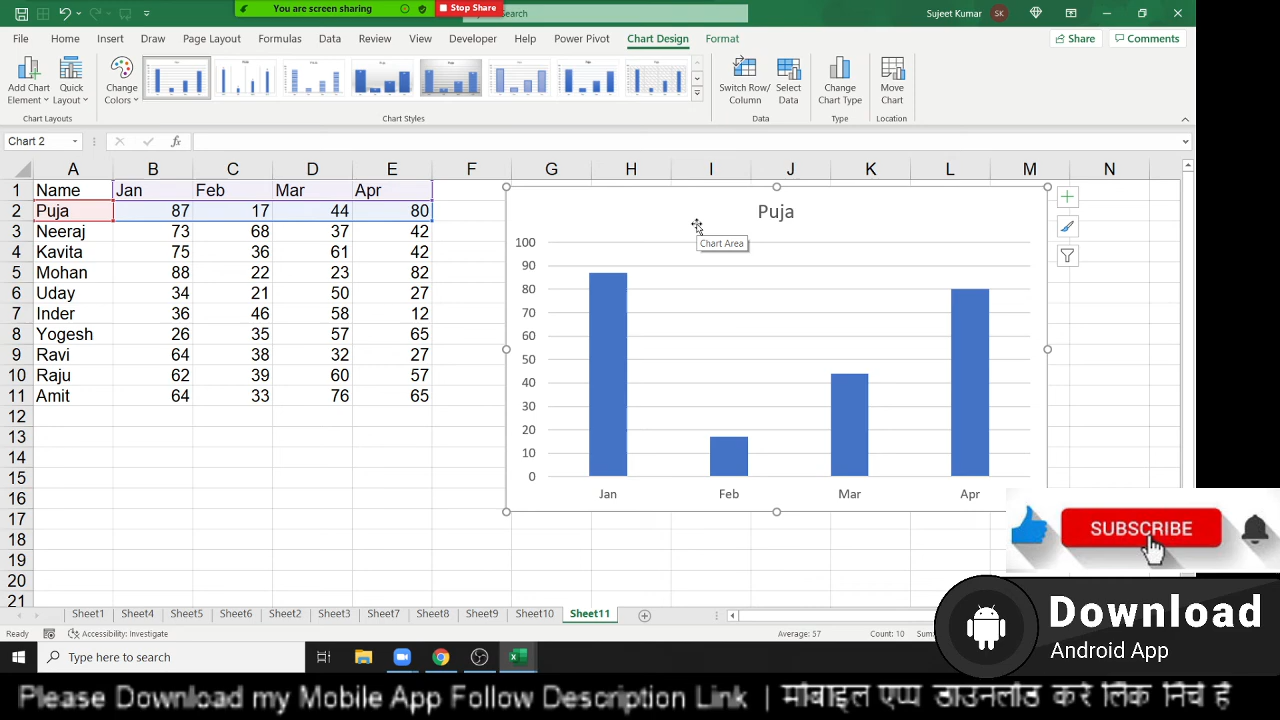 You are screen sharing
Stop Share
Search
Sujeet Kumar
SK
File Home Insert Draw Page Layout Formulas Data Review View Developer Help Power Pivot Chart Design Format
Share Comments
Add Chart Element Quick Layout Change Colors Switch Row/Column Select Data Change Chart Type Move Chart
Chart Layouts Chart Styles Data Type Location
Chart 2 fx
A B C D E F G H I J K L M N
1 Name Jan Feb Mar Apr
2 Puja 87 17 44 80
3 Neeraj 73 68 37 42
4 Kavita 75 36 61 42
5 Mohan 88 22 23 82
6 Uday 34 21 50 27
7 Inder 36 46 58 12
8 Yogesh 26 35 57 65
9 Ravi 64 38 32 27
10 Raju 62 39 60 57
11 Amit 64 33 76 65
12
13
14
15
16
17
18
19
20
21
Puja
Chart Area
100
90
80
70
60
50
40
30
20
10
0
Jan Feb Mar Apr
SUBSCRIBE
Sheet1 Sheet4 Sheet5 Sheet6 Sheet2 Sheet3 Sheet7 Sheet8 Sheet9 Sheet10 Sheet11
Ready Accessibility: Investigate Average: 57 Count: 10 Sum:
Download
Android App
Type here to search
Please Download my Mobile App Follow Description Link | मोबाइल एप्प डाउनलोड करे लिंक निचे है